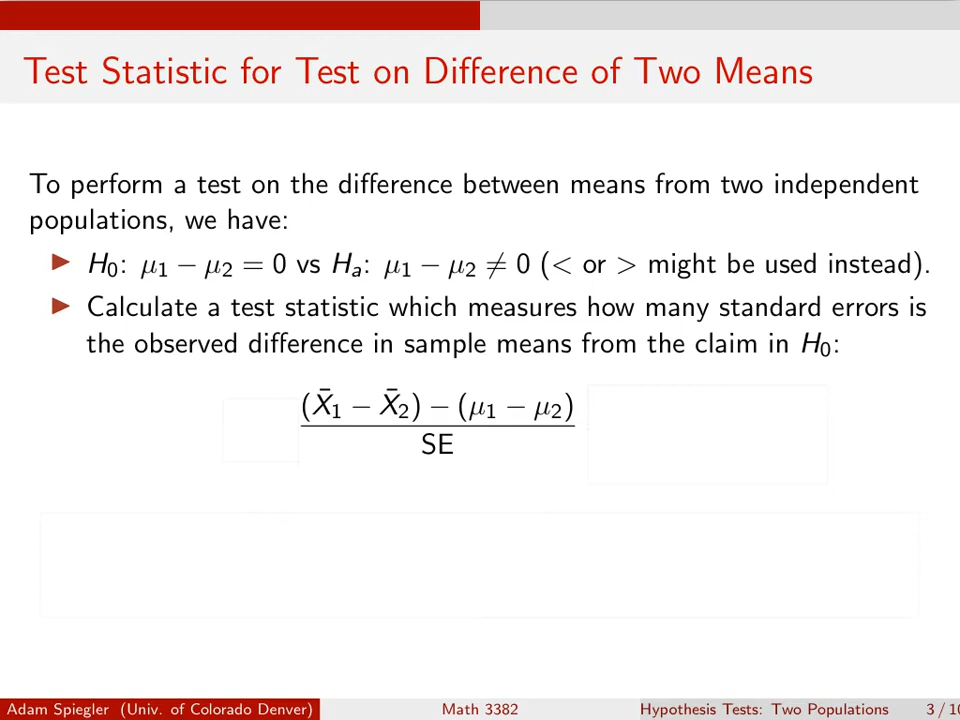 Test Statistic for Test on Difference of Two Means
To perform a test on the difference between means from two independent
populations, we have:
▶ H₀: μ₁ − μ₂ = 0 vs Hₐ: μ₁ − μ₂ ≠ 0 (< or > might be used instead).
▶ Calculate a test statistic which measures how many standard errors is
the observed difference in sample means from the claim in H₀:
(X̄₁ − X̄₂) − (μ₁ − μ₂)
SE
Adam Spiegler (Univ. of Colorado Denver) Math 3382 Hypothesis Tests: Two Populations 3 / 10